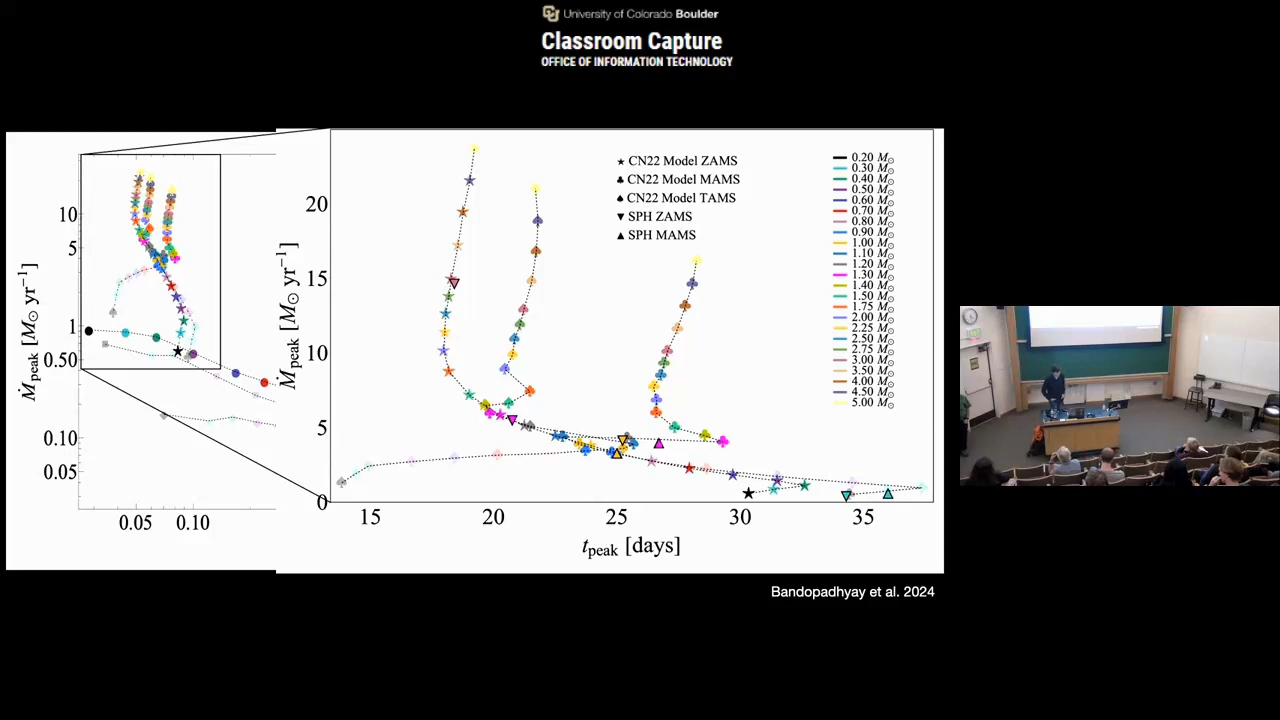 University of Colorado Boulder
Classroom Capture
OFFICE OF INFORMATION TECHNOLOGY
Ṁpeak [M⊙ yr−1]
10
5
1
0.50
0.10
0.05
0.05 0.10
Ṁpeak [M⊙ yr−1]
20
15
10
5
0
15 20 25 30 35
tpeak [days]
CN22 Model ZAMS
CN22 Model MAMS
CN22 Model TAMS
SPH ZAMS
SPH MAMS
0.20 M⊙
0.30 M⊙
0.40 M⊙
0.50 M⊙
0.60 M⊙
0.70 M⊙
0.80 M⊙
0.90 M⊙
1.00 M⊙
1.10 M⊙
1.20 M⊙
1.30 M⊙
1.40 M⊙
1.50 M⊙
1.75 M⊙
2.00 M⊙
2.25 M⊙
2.50 M⊙
2.75 M⊙
3.00 M⊙
3.50 M⊙
4.00 M⊙
4.50 M⊙
5.00 M⊙
Bandopadhyay et al. 2024